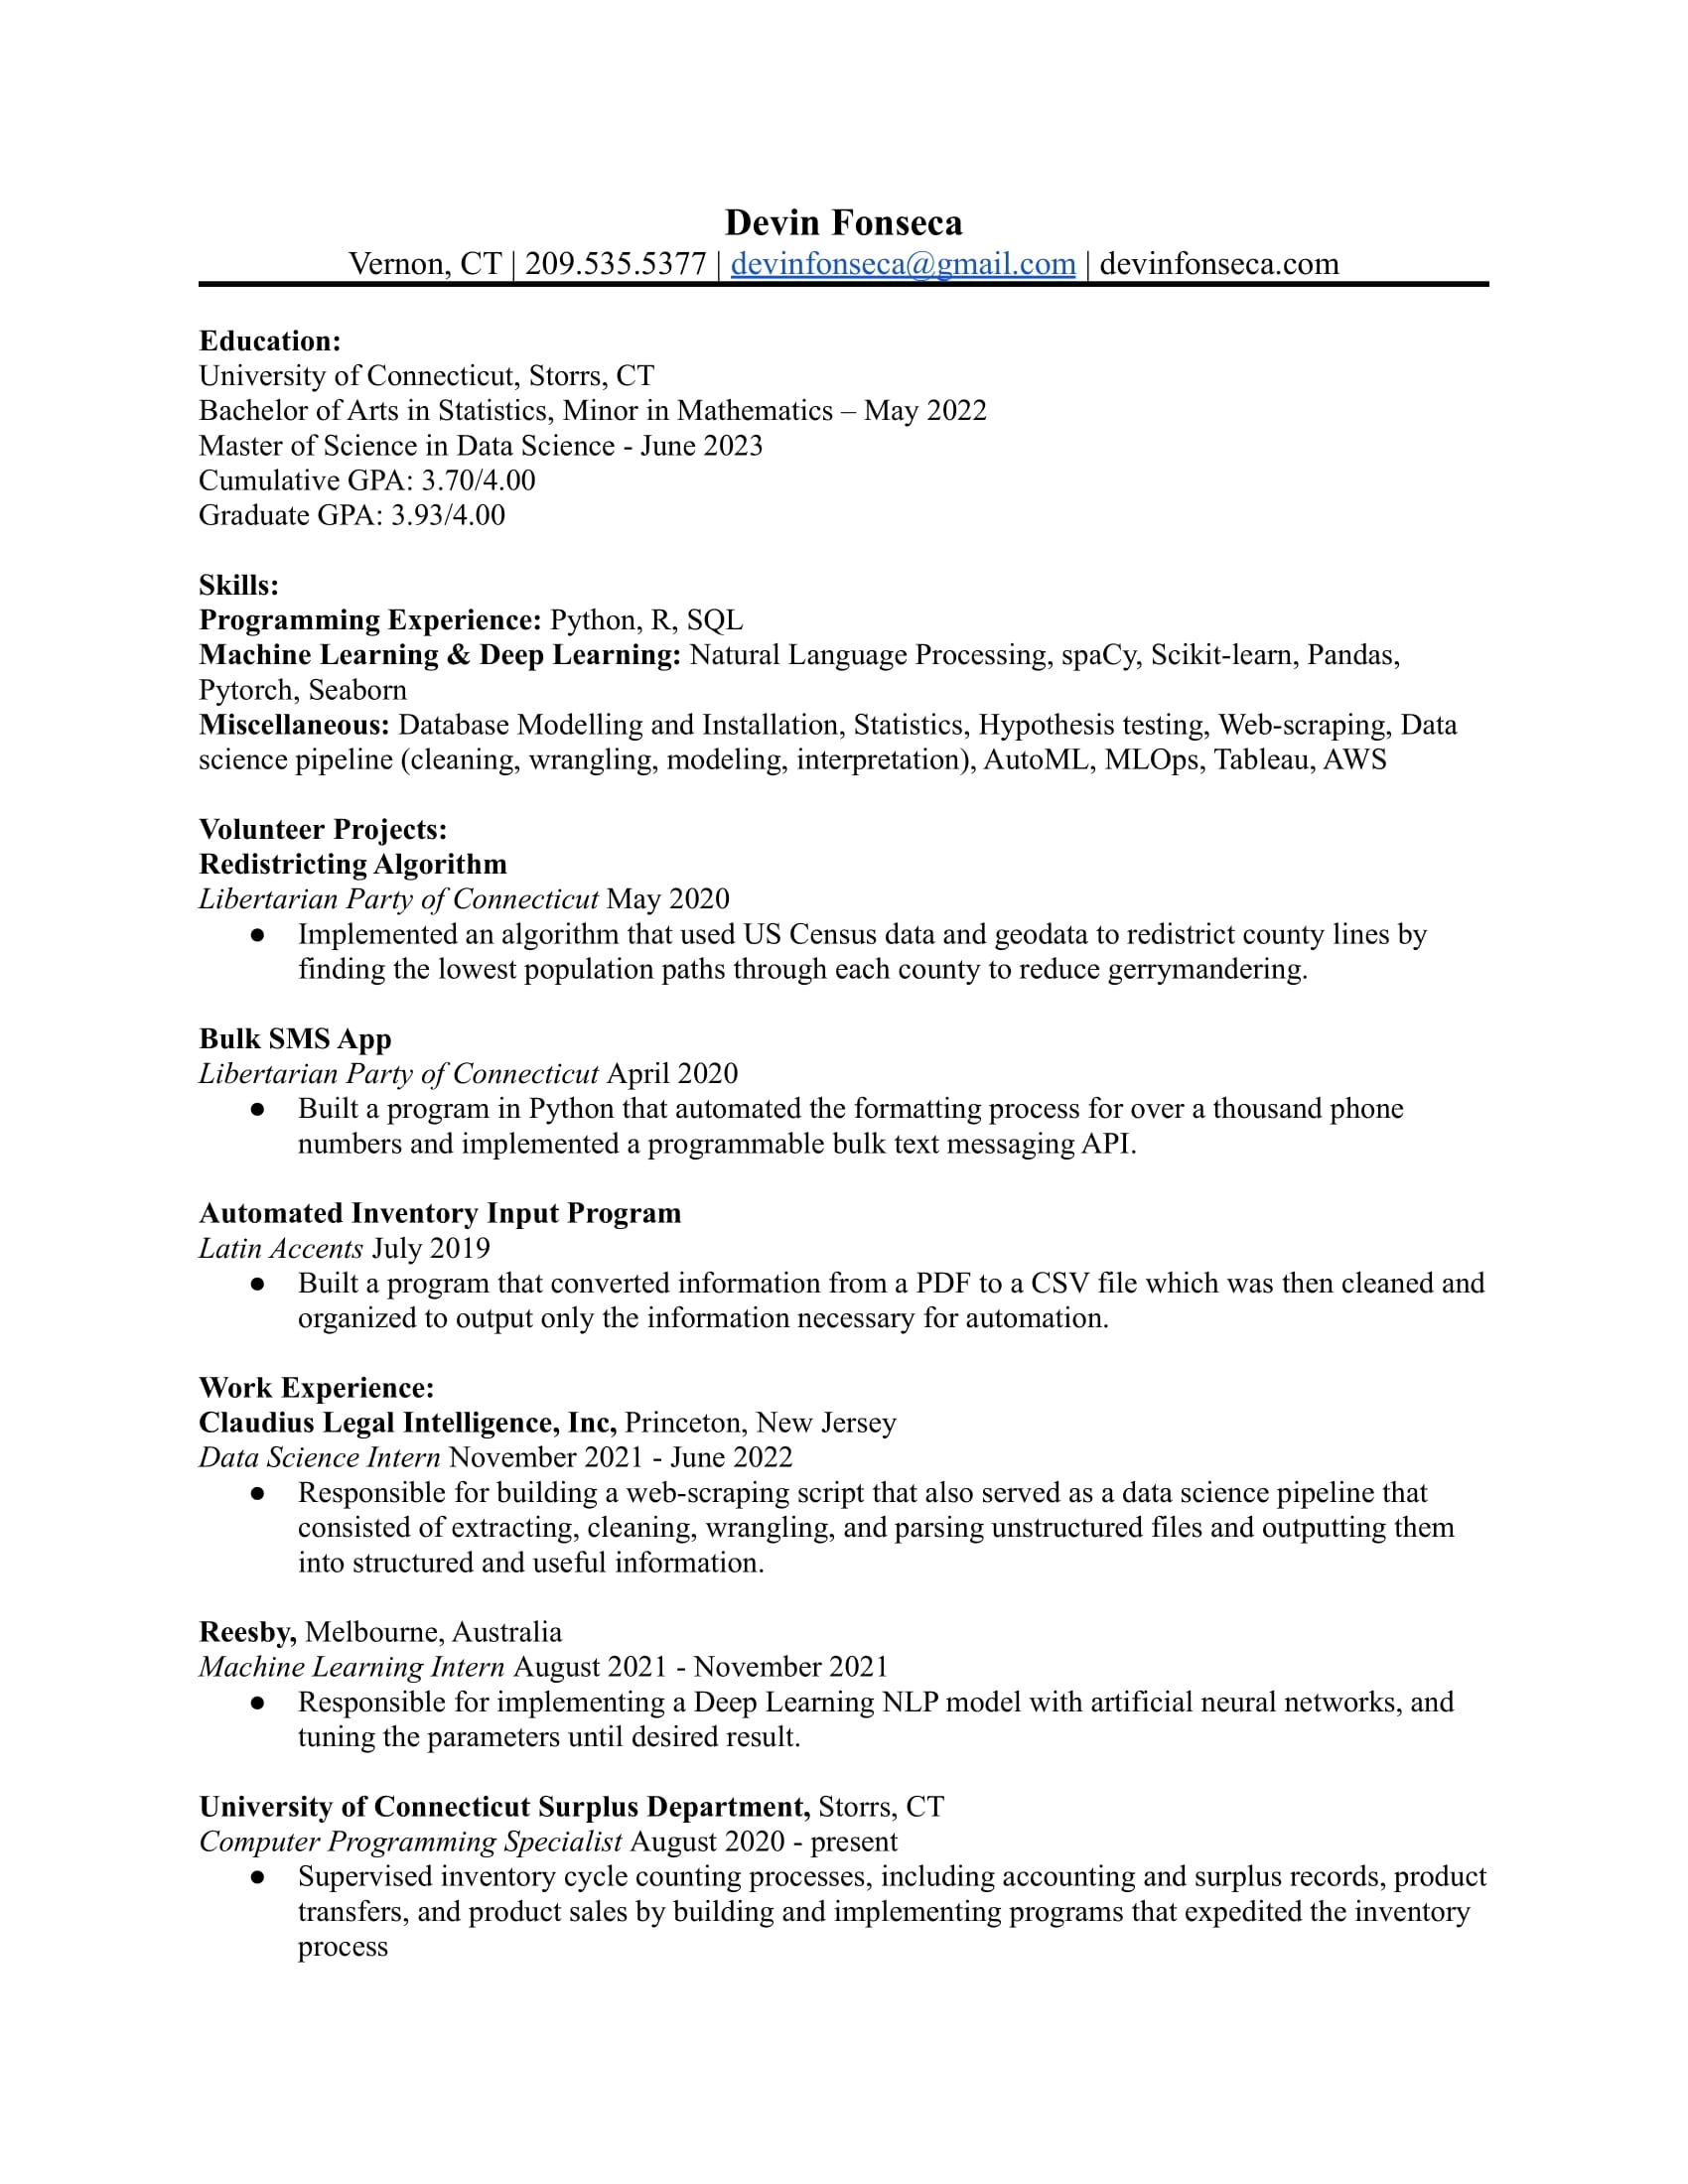 Devin Fonseca
Vernon, CT | 209.535.5377 | devinfonseca@gmail.com | devinfonseca.com
Education:
University of Connecticut, Storrs, CT
Bachelor of Arts in Statistics, Minor in Mathematics – May 2022
Master of Science in Data Science - June 2023
Cumulative GPA: 3.70/4.00
Graduate GPA: 3.93/4.00
Skills:
Programming Experience: Python, R, SQL
Machine Learning & Deep Learning: Natural Language Processing, spaCy, Scikit-learn, Pandas,
Pytorch, Seaborn
Miscellaneous: Database Modelling and Installation, Statistics, Hypothesis testing, Web-scraping, Data
science pipeline (cleaning, wrangling, modeling, interpretation), AutoML, MLOps, Tableau, AWS
Volunteer Projects:
Redistricting Algorithm
Libertarian Party of Connecticut May 2020
● Implemented an algorithm that used US Census data and geodata to redistrict county lines by
finding the lowest population paths through each county to reduce gerrymandering.
Bulk SMS App
Libertarian Party of Connecticut April 2020
● Built a program in Python that automated the formatting process for over a thousand phone
numbers and implemented a programmable bulk text messaging API.
Automated Inventory Input Program
Latin Accents July 2019
● Built a program that converted information from a PDF to a CSV file which was then cleaned and
organized to output only the information necessary for automation.
Work Experience:
Claudius Legal Intelligence, Inc, Princeton, New Jersey
Data Science Intern November 2021 - June 2022
● Responsible for building a web-scraping script that also served as a data science pipeline that
consisted of extracting, cleaning, wrangling, and parsing unstructured files and outputting them
into structured and useful information.
Reesby, Melbourne, Australia
Machine Learning Intern August 2021 - November 2021
● Responsible for implementing a Deep Learning NLP model with artificial neural networks, and
tuning the parameters until desired result.
University of Connecticut Surplus Department, Storrs, CT
Computer Programming Specialist August 2020 - present
● Supervised inventory cycle counting processes, including accounting and surplus records, product
transfers, and product sales by building and implementing programs that expedited the inventory
process